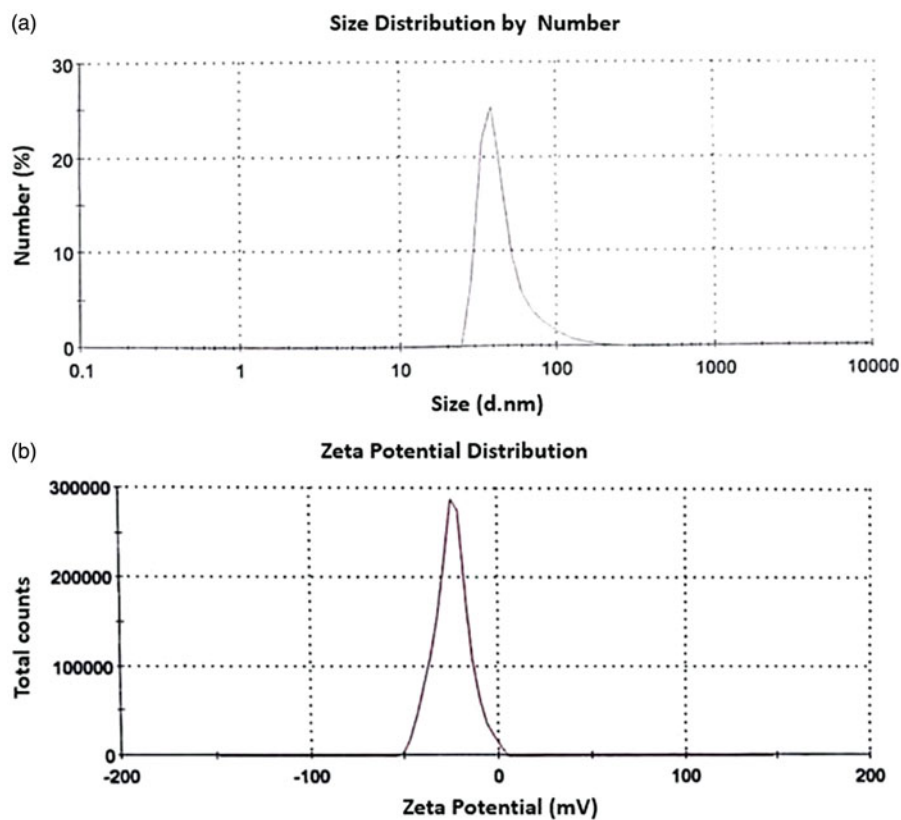 (a)
Size Distribution by Number
30
20
10
0
Number (%)
0.1 1 10 100 1000 10000
Size (d.nm)
(b)
Zeta Potential Distribution
300000
200000
100000
0
Total counts
-200 -100 0 100 200
Zeta Potential (mV)